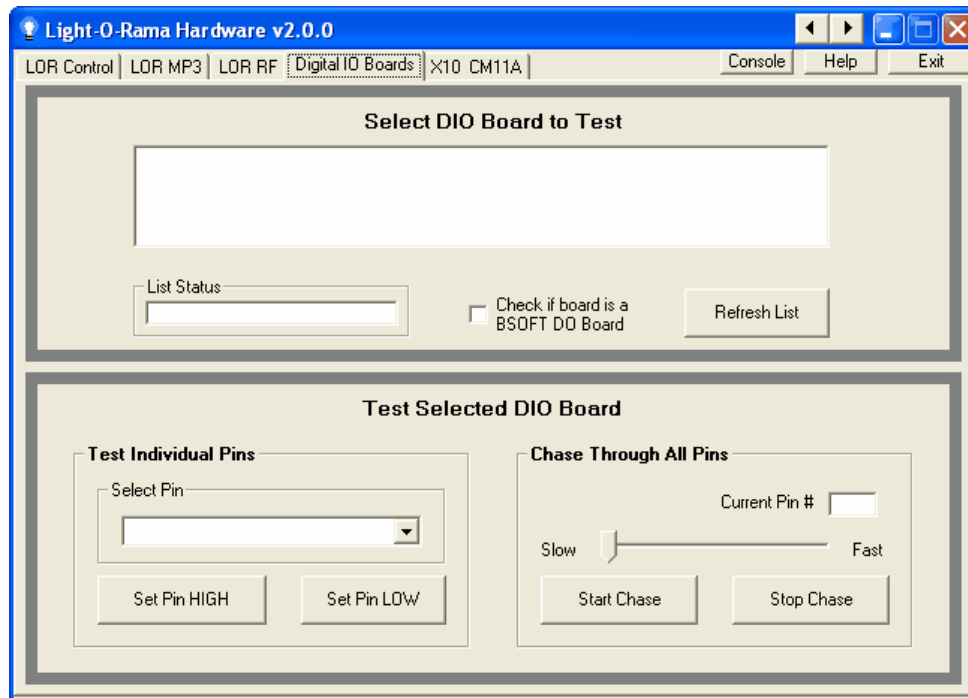 Light-O-Rama Hardware v2.0.0
LOR Control LOR MP3 LOR RF Digital IO Boards X10 CM11A Console Help Exit
Select DIO Board to Test
List Status
Check if board is a
BSOFT DO Board
Refresh List
Test Selected DIO Board
Test Individual Pins
Select Pin
Set Pin HIGH
Set Pin LOW
Chase Through All Pins
Current Pin #
Slow
Fast
Start Chase
Stop Chase